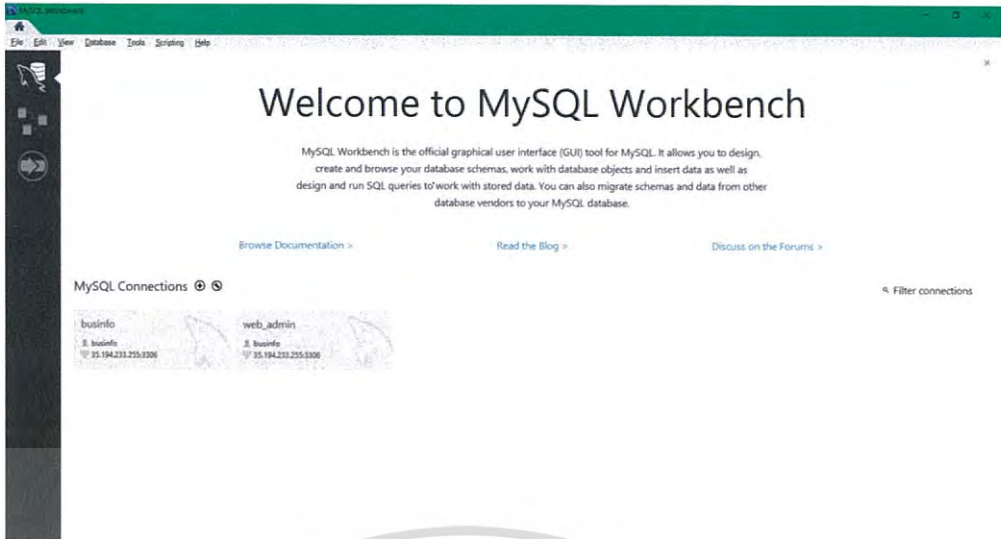 MySQL Workbench
File Edit View Database Tools Scripting Help
Welcome to MySQL Workbench
MySQL Workbench is the official graphical user interface (GUI) tool for MySQL. It allows you to design,
create and browse your database schemas, work with database objects and insert data as well as
design and run SQL queries to work with stored data. You can also migrate schemas and data from other
database vendors to your MySQL database.
Browse Documentation > Read the Blog > Discuss on the Forums >
MySQL Connections Filter connections
businfo web_admin
businfo businfo
35.194.233.255:3306 35.194.233.255:3306